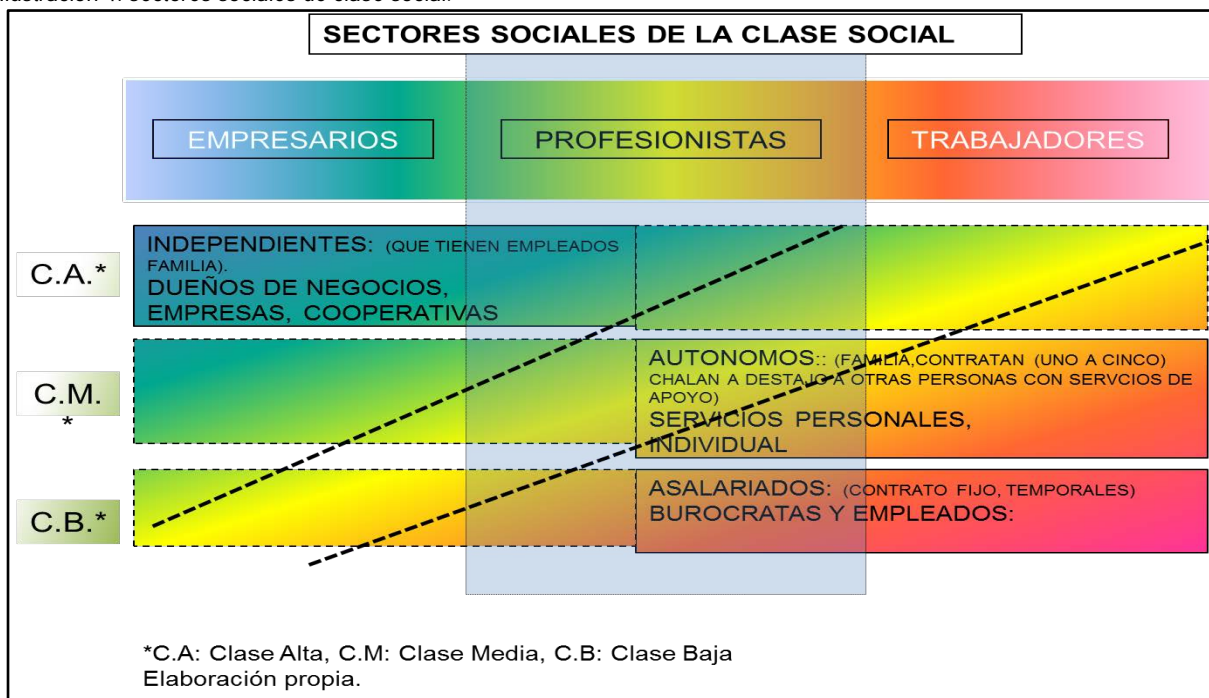 SECTORES SOCIALES DE LA CLASE SOCIAL
EMPRESARIOS
PROFESIONISTAS
TRABAJADORES
C.A.*
INDEPENDIENTES: (QUE TIENEN EMPLEADOS
FAMILIA).
DUEÑOS DE NEGOCIOS,
EMPRESAS, COOPERATIVAS
C.M.
*
AUTONOMOS:: (FAMILIA,CONTRATAN (UNO A CINCO)
CHALAN A DESTAJO A OTRAS PERSONAS CON SERVCIOS DE
APOYO)
SERVICIOS PERSONALES,
INDIVIDUAL
C.B.*
ASALARIADOS: (CONTRATO FIJO, TEMPORALES)
BUROCRATAS Y EMPLEADOS:
*C.A: Clase Alta, C.M: Clase Media, C.B: Clase Baja
Elaboración propia.